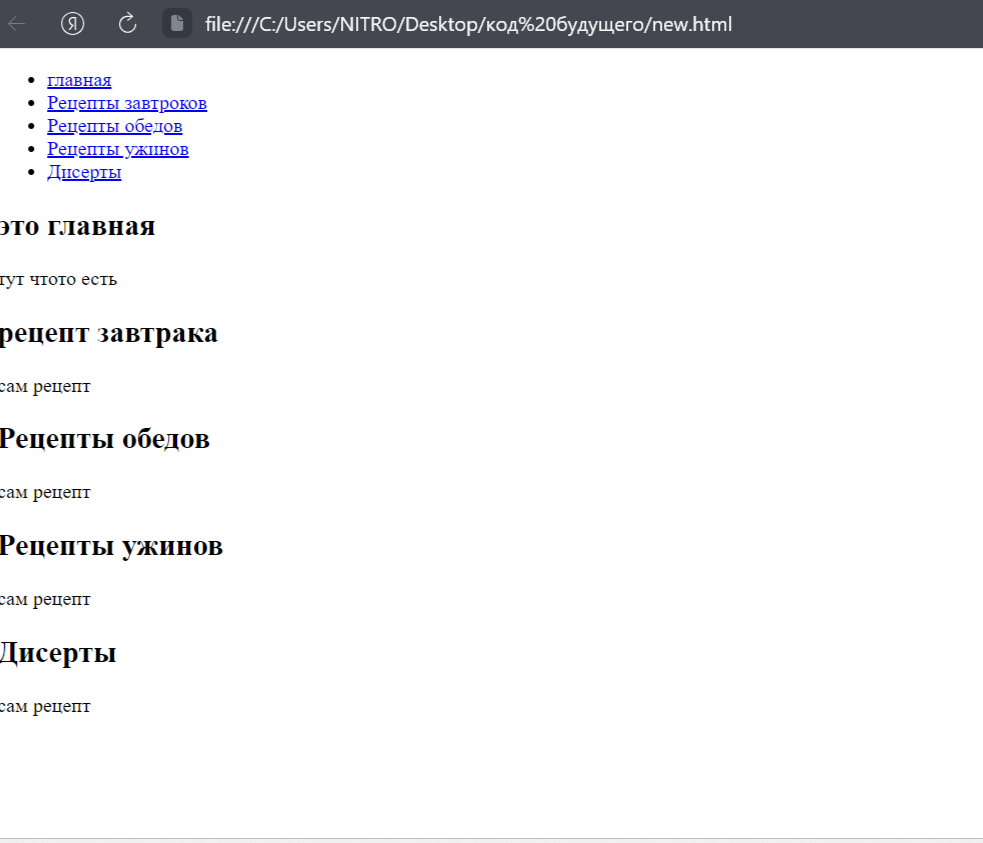 Я file:///C:/Users/NITRO/Desktop/код%20будущего/new.html
главная
Рецепты завтроков
Рецепты обедов
Рецепты ужинов
Дисерты
это главная
тут чтото есть
рецепт завтрака
сам рецепт
Рецепты обедов
сам рецепт
Рецепты ужинов
сам рецепт
Дисерты
сам рецепт